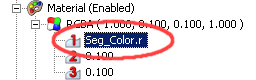 Material (Enabled)
RGBA ( 1.000, 0.100, 0.100, 1.000 )
1 Seg_Color.r
2 0.100
3 0.100